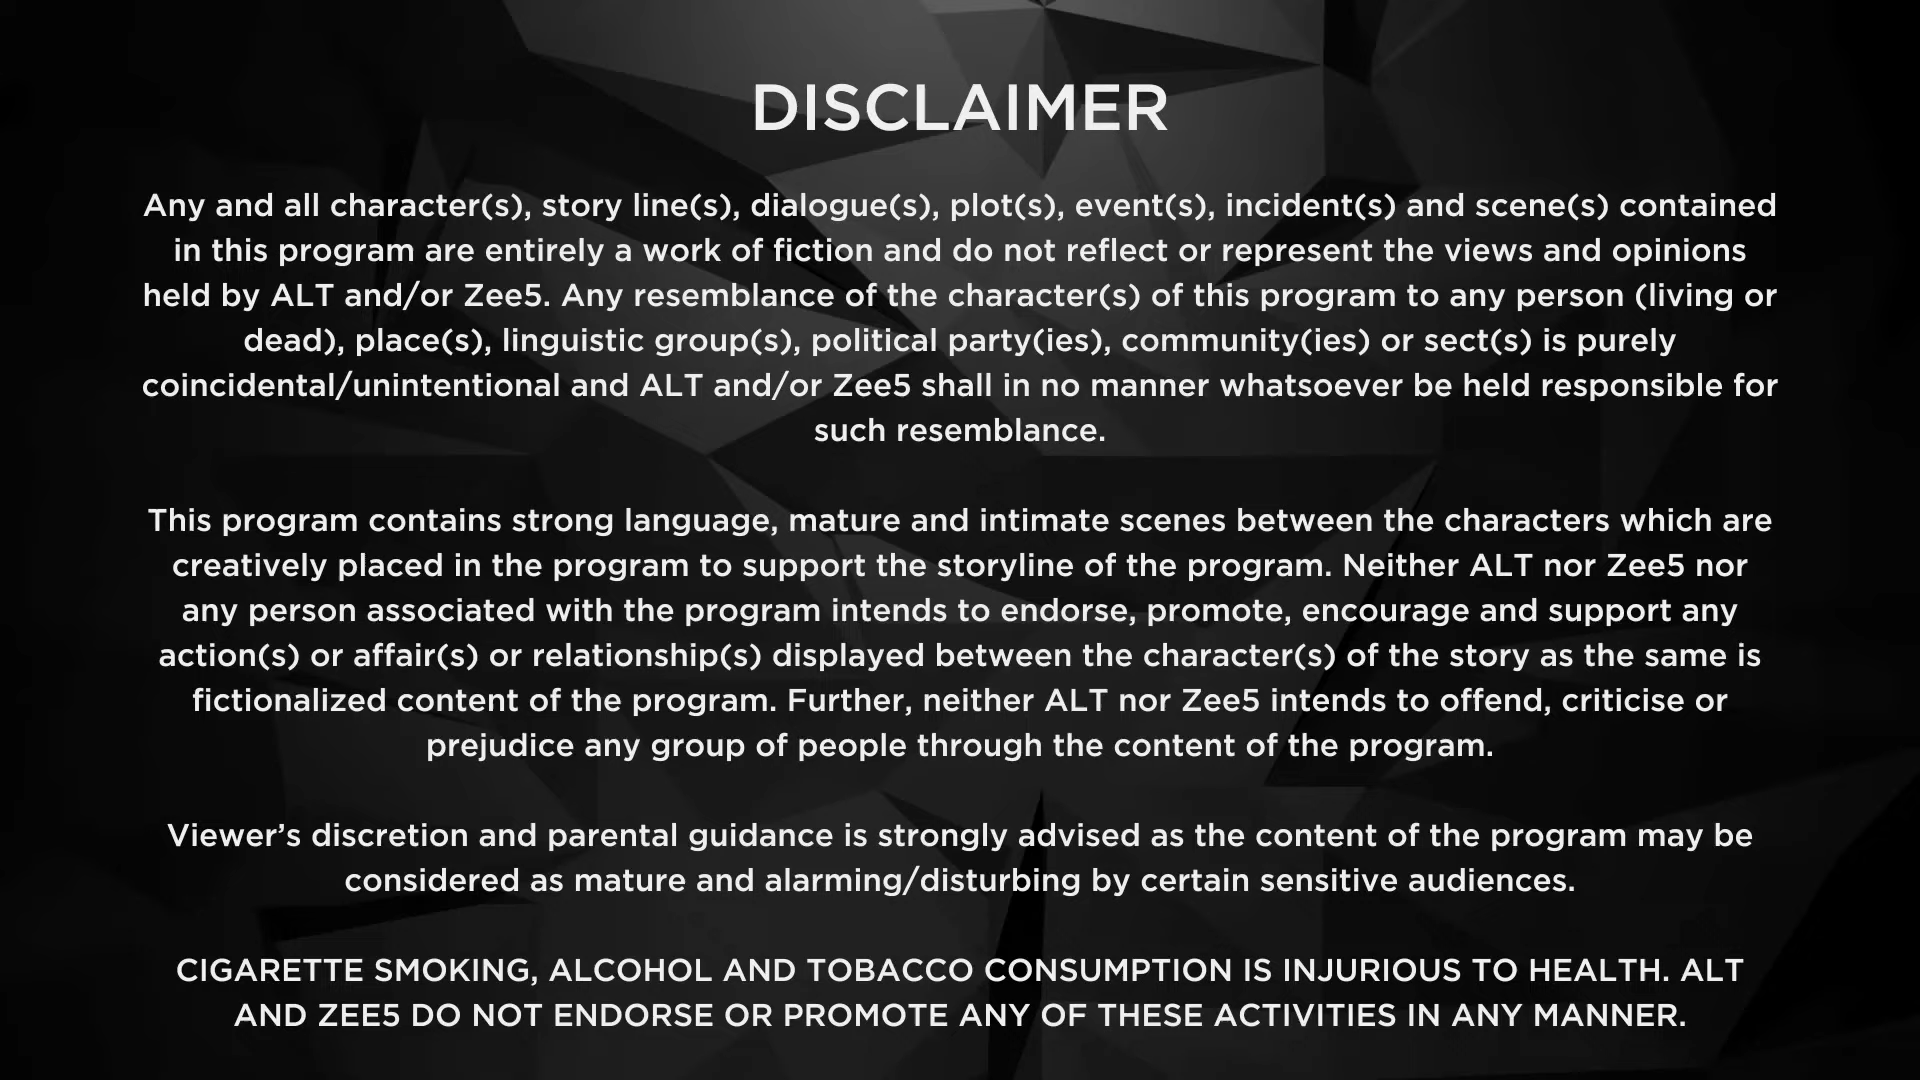 DISCLAIMER
Any and all character(s), story line(s), dialogue(s), plot(s), event(s), incident(s) and scene(s) contained
in this program are entirely a work of fiction and do not reflect or represent the views and opinions
held by ALT and/or Zee5. Any resemblance of the character(s) of this program to any person (living or
dead), place(s), linguistic group(s), political party(ies), community(ies) or sect(s) is purely
coincidental/unintentional and ALT and/or Zee5 shall in no manner whatsoever be held responsible for
such resemblance.
This program contains strong language, mature and intimate scenes between the characters which are
creatively placed in the program to support the storyline of the program. Neither ALT nor Zee5 nor
any person associated with the program intends to endorse, promote, encourage and support any
action(s) or affair(s) or relationship(s) displayed between the character(s) of the story as the same is
fictionalized content of the program. Further, neither ALT nor Zee5 intends to offend, criticise or
prejudice any group of people through the content of the program.
Viewer’s discretion and parental guidance is strongly advised as the content of the program may be
considered as mature and alarming/disturbing by certain sensitive audiences.
CIGARETTE SMOKING, ALCOHOL AND TOBACCO CONSUMPTION IS INJURIOUS TO HEALTH. ALT
AND ZEE5 DO NOT ENDORSE OR PROMOTE ANY OF THESE ACTIVITIES IN ANY MANNER.